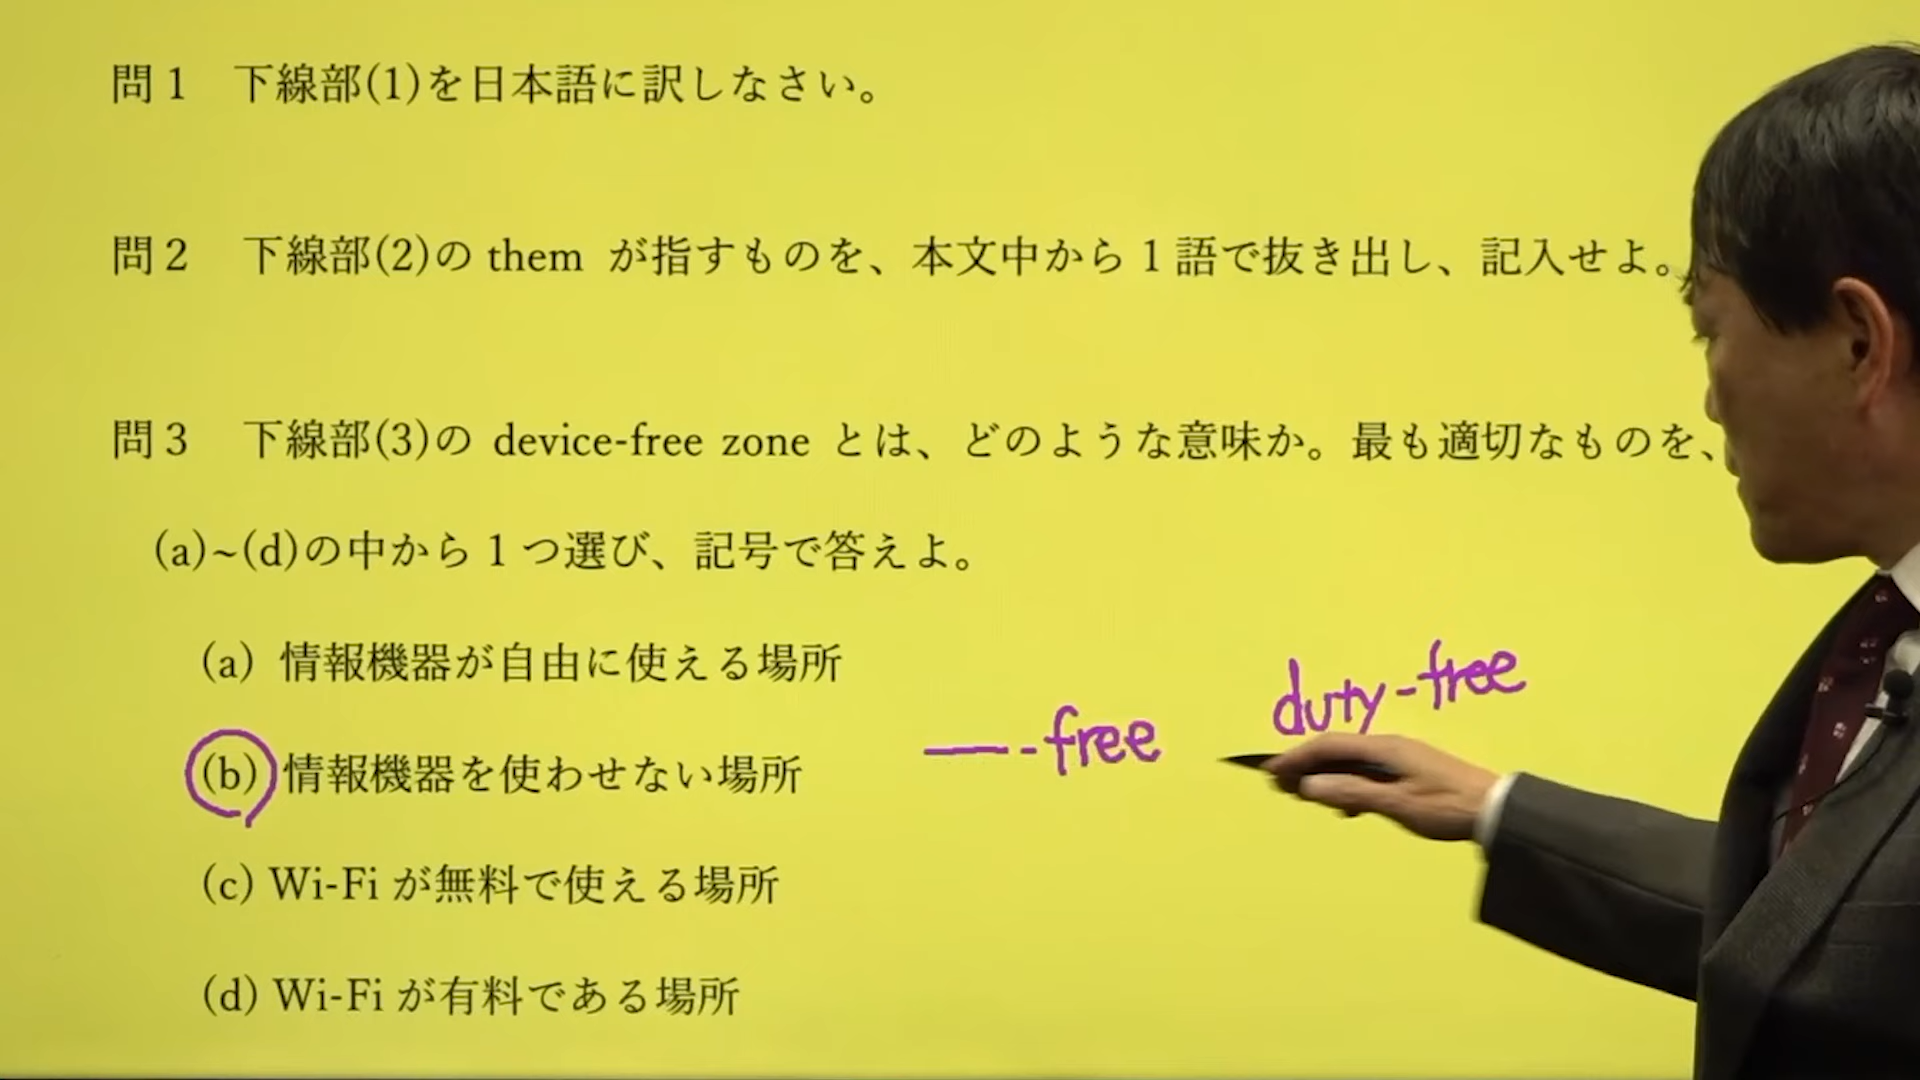 問1 下線部(1)を日本語に訳しなさい。
問2 下線部(2)の them が指すものを、本文中から1語で抜き出し、記入せよ。
問3 下線部(3)の device-free zone とは、どのような意味か。最も適切なものを、
(a)~(d)の中から1つ選び、記号で答えよ。
(a) 情報機器が自由に使える場所
(b) 情報機器を使わせない場所
(c) Wi-Fi が無料で使える場所
(d) Wi-Fi が有料である場所
—-free
duty-free